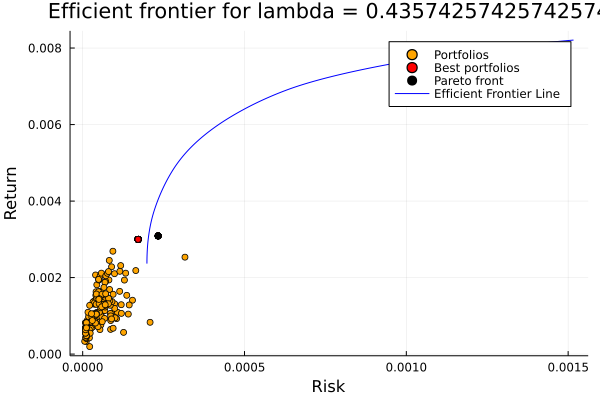 Efficient frontier for lambda = 0.43574257425742574
0.008
Portfolios
Best portfolios
Pareto front
Efficient Frontier Line
0.006
Return
0.004
0.002
0.000
0.0000
0.0005
0.0010
0.0015
Risk